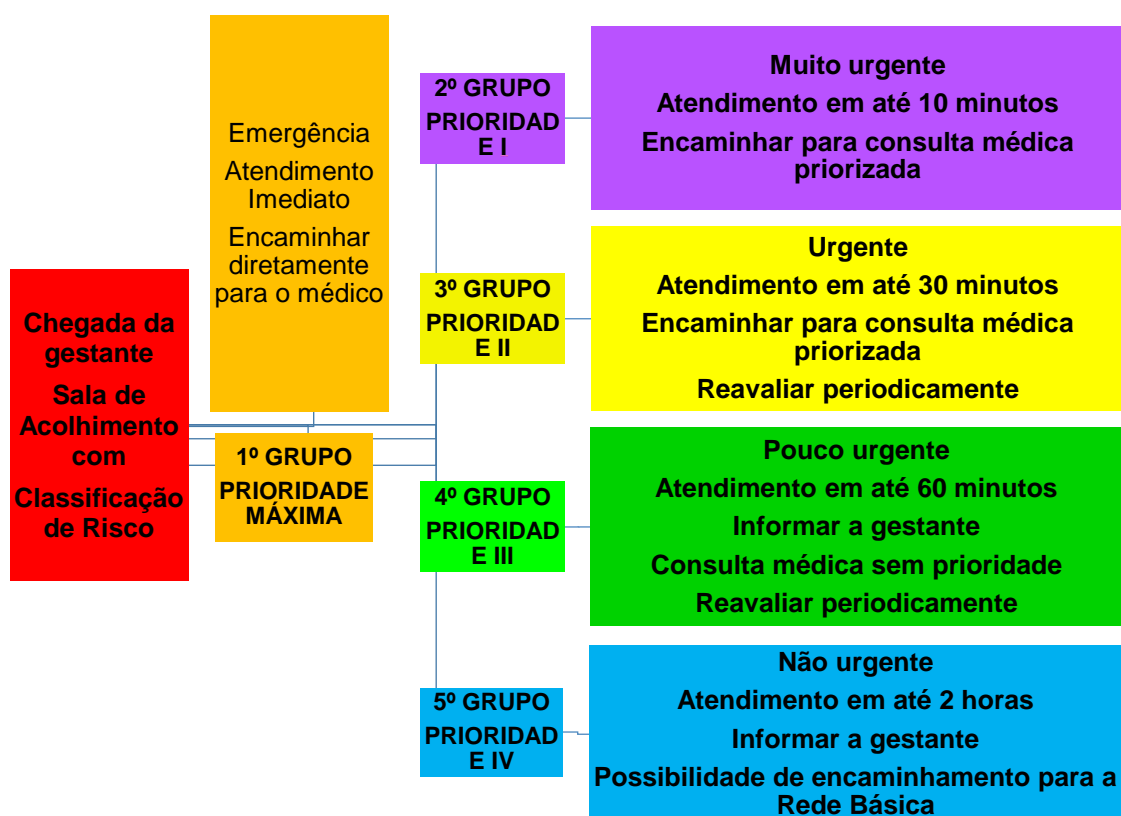 Chegada da
gestante
Sala de
Acolhimento
com
Classificação
de Risco
Emergência
Atendimento
Imediato
Encaminhar
diretamente
para o médico
1º GRUPO
PRIORIDADE
MÁXIMA
2º GRUPO
PRIORIDAD
E I
Muito urgente
Atendimento em até 10 minutos
Encaminhar para consulta médica
priorizada
3º GRUPO
PRIORIDAD
E II
Urgente
Atendimento em até 30 minutos
Encaminhar para consulta médica
priorizada
Reavaliar periodicamente
4º GRUPO
PRIORIDAD
E III
Pouco urgente
Atendimento em até 60 minutos
Informar a gestante
Consulta médica sem prioridade
Reavaliar periodicamente
5º GRUPO
PRIORIDAD
E IV
Não urgente
Atendimento em até 2 horas
Informar a gestante
Possibilidade de encaminhamento para a
Rede Básica